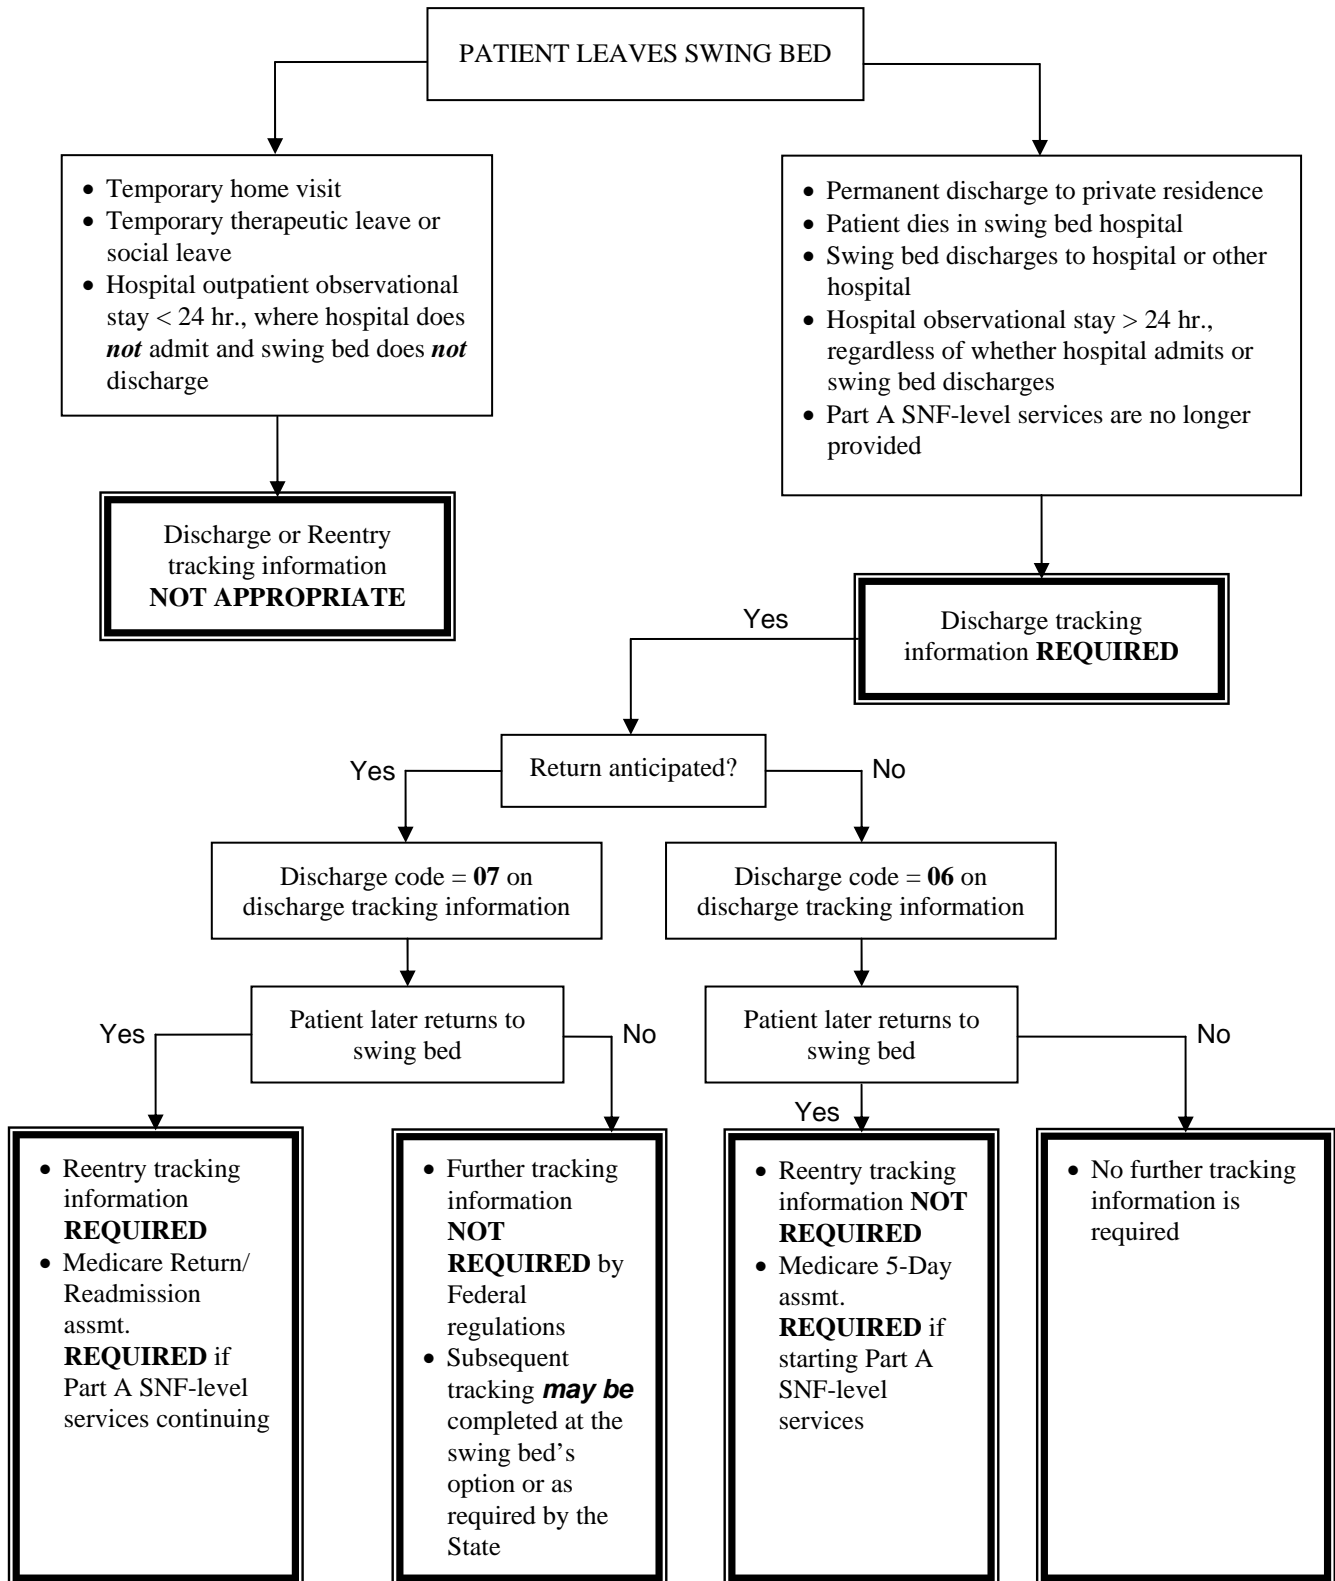 PATIENT LEAVES SWING BED
• Temporary home visit
• Temporary therapeutic leave or
social leave
• Hospital outpatient observational
stay < 24 hr., where hospital does
not admit and swing bed does not
discharge
• Permanent discharge to private residence
• Patient dies in swing bed hospital
• Swing bed discharges to hospital or other
hospital
• Hospital observational stay > 24 hr.,
regardless of whether hospital admits or
swing bed discharges
• Part A SNF-level services are no longer
provided
Discharge or Reentry
tracking information
NOT APPROPRIATE
Discharge tracking
information REQUIRED
Yes
Return anticipated?
Yes
No
Discharge code = 07 on
discharge tracking information
Discharge code = 06 on
discharge tracking information
Patient later returns to
swing bed
Yes
No
Patient later returns to
swing bed
Yes
No
• Reentry tracking
information
REQUIRED
• Medicare Return/
Readmission
assmt.
REQUIRED if
Part A SNF-level
services continuing
• Further tracking
information
NOT
REQUIRED by
Federal
regulations
• Subsequent
tracking may be
completed at the
swing bed's
option or as
required by the
State
• Reentry tracking
information NOT
REQUIRED
• Medicare 5-Day
assmt.
REQUIRED if
starting Part A
SNF-level
services
• No further tracking
information is
required